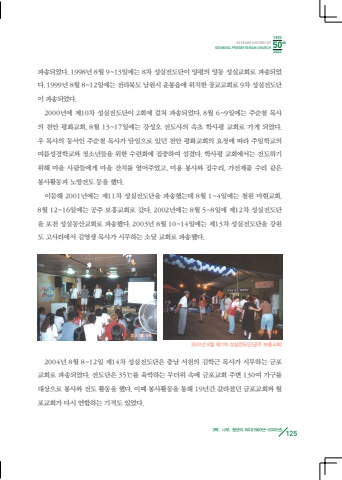 1972
50 YEARS HISTORY OF
SEONGSIL PRESBYTERIAN CHURCH
50th
2022
파송되었다. 1998년 8월 9~13일에는 8차 성실전도단이 양평의 양동 성실교회로 파송되었
다. 1999년 8월 8~12일에는 전라북도 남원시 운봉읍에 위치한 장교교회로 9차 성실전도단
이 파송되었다.
2000년에 제10차 성실전도단이 2회에 걸쳐 파송되었다. 8월 6~9일에는 주순철 목사
의 천안 평화교회, 8월 13~17일에는 강성오 전도사의 속초 학사평 교회로 가게 되었다.
우 목사의 동서인 주순철 목사가 담임으로 있던 천안 평화교회의 요청에 따라 주일학교의
여름성경학교와 청소년들을 위한 수련회에 집중하여 섬겼다. 학사평 교회에서는 전도하기
위해 마을 사람들에게 마을 잔치를 열어주었고, 미용 봉사와 집수리, 가전제품 수리 같은
봉사활동과 노방전도 등을 했다.
이듬해 2001년에는 제11차 성실전도단을 파송했는데 8월 1~4일에는 철원 마현교회,
8월 12~16일에는 공주 보흥교회로 갔다. 2002년에는 8월 5~8일에 제12차 성실전도단
을 포천 성실동산교회로 파송했다. 2003년 8월 10~14일에는 제13차 성실전도단을 강원
도 고사리에서 김영생 목사가 시무하는 소달 교회로 파송했다.
2001년 8월 제11차 성실전도단(공주 보흥교회)
2004년 8월 8~12일 제14차 성실전도단은 충남 서천의 김학근 목사가 시무하는 금포
교회로 파송되었다. 전도단은 35℃를 육박하는 무더위 속에 금포교회 주변 130여 가구를
대상으로 봉사와 전도 활동을 했다. 이때 봉사활동을 통해 19년간 갈라졌던 금포교회와 월
포교회가 다시 연합하는 기적도 있었다.
125